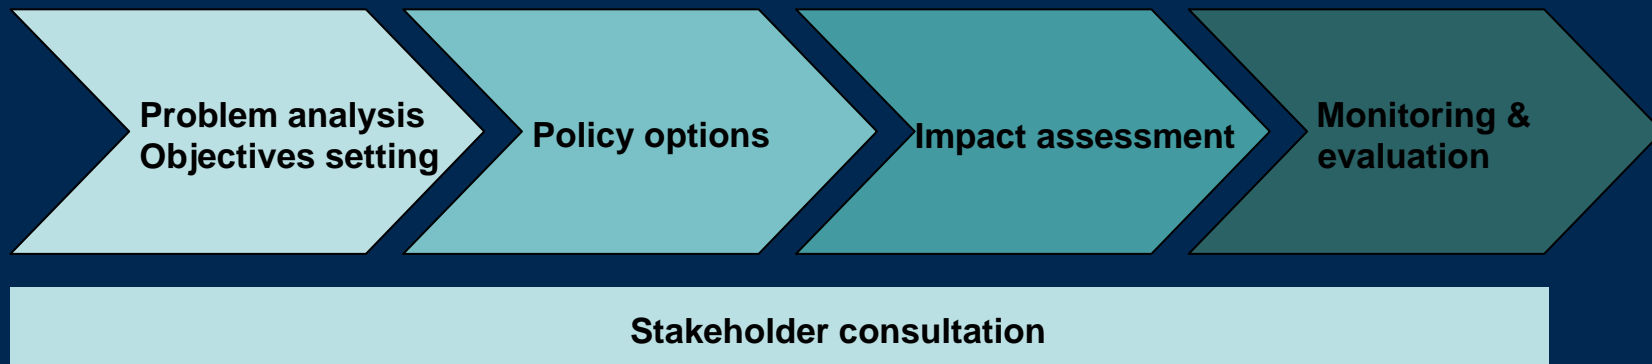 Problem analysis
Objectives setting
Policy options
Impact assessment
Monitoring &
evaluation
Stakeholder consultation